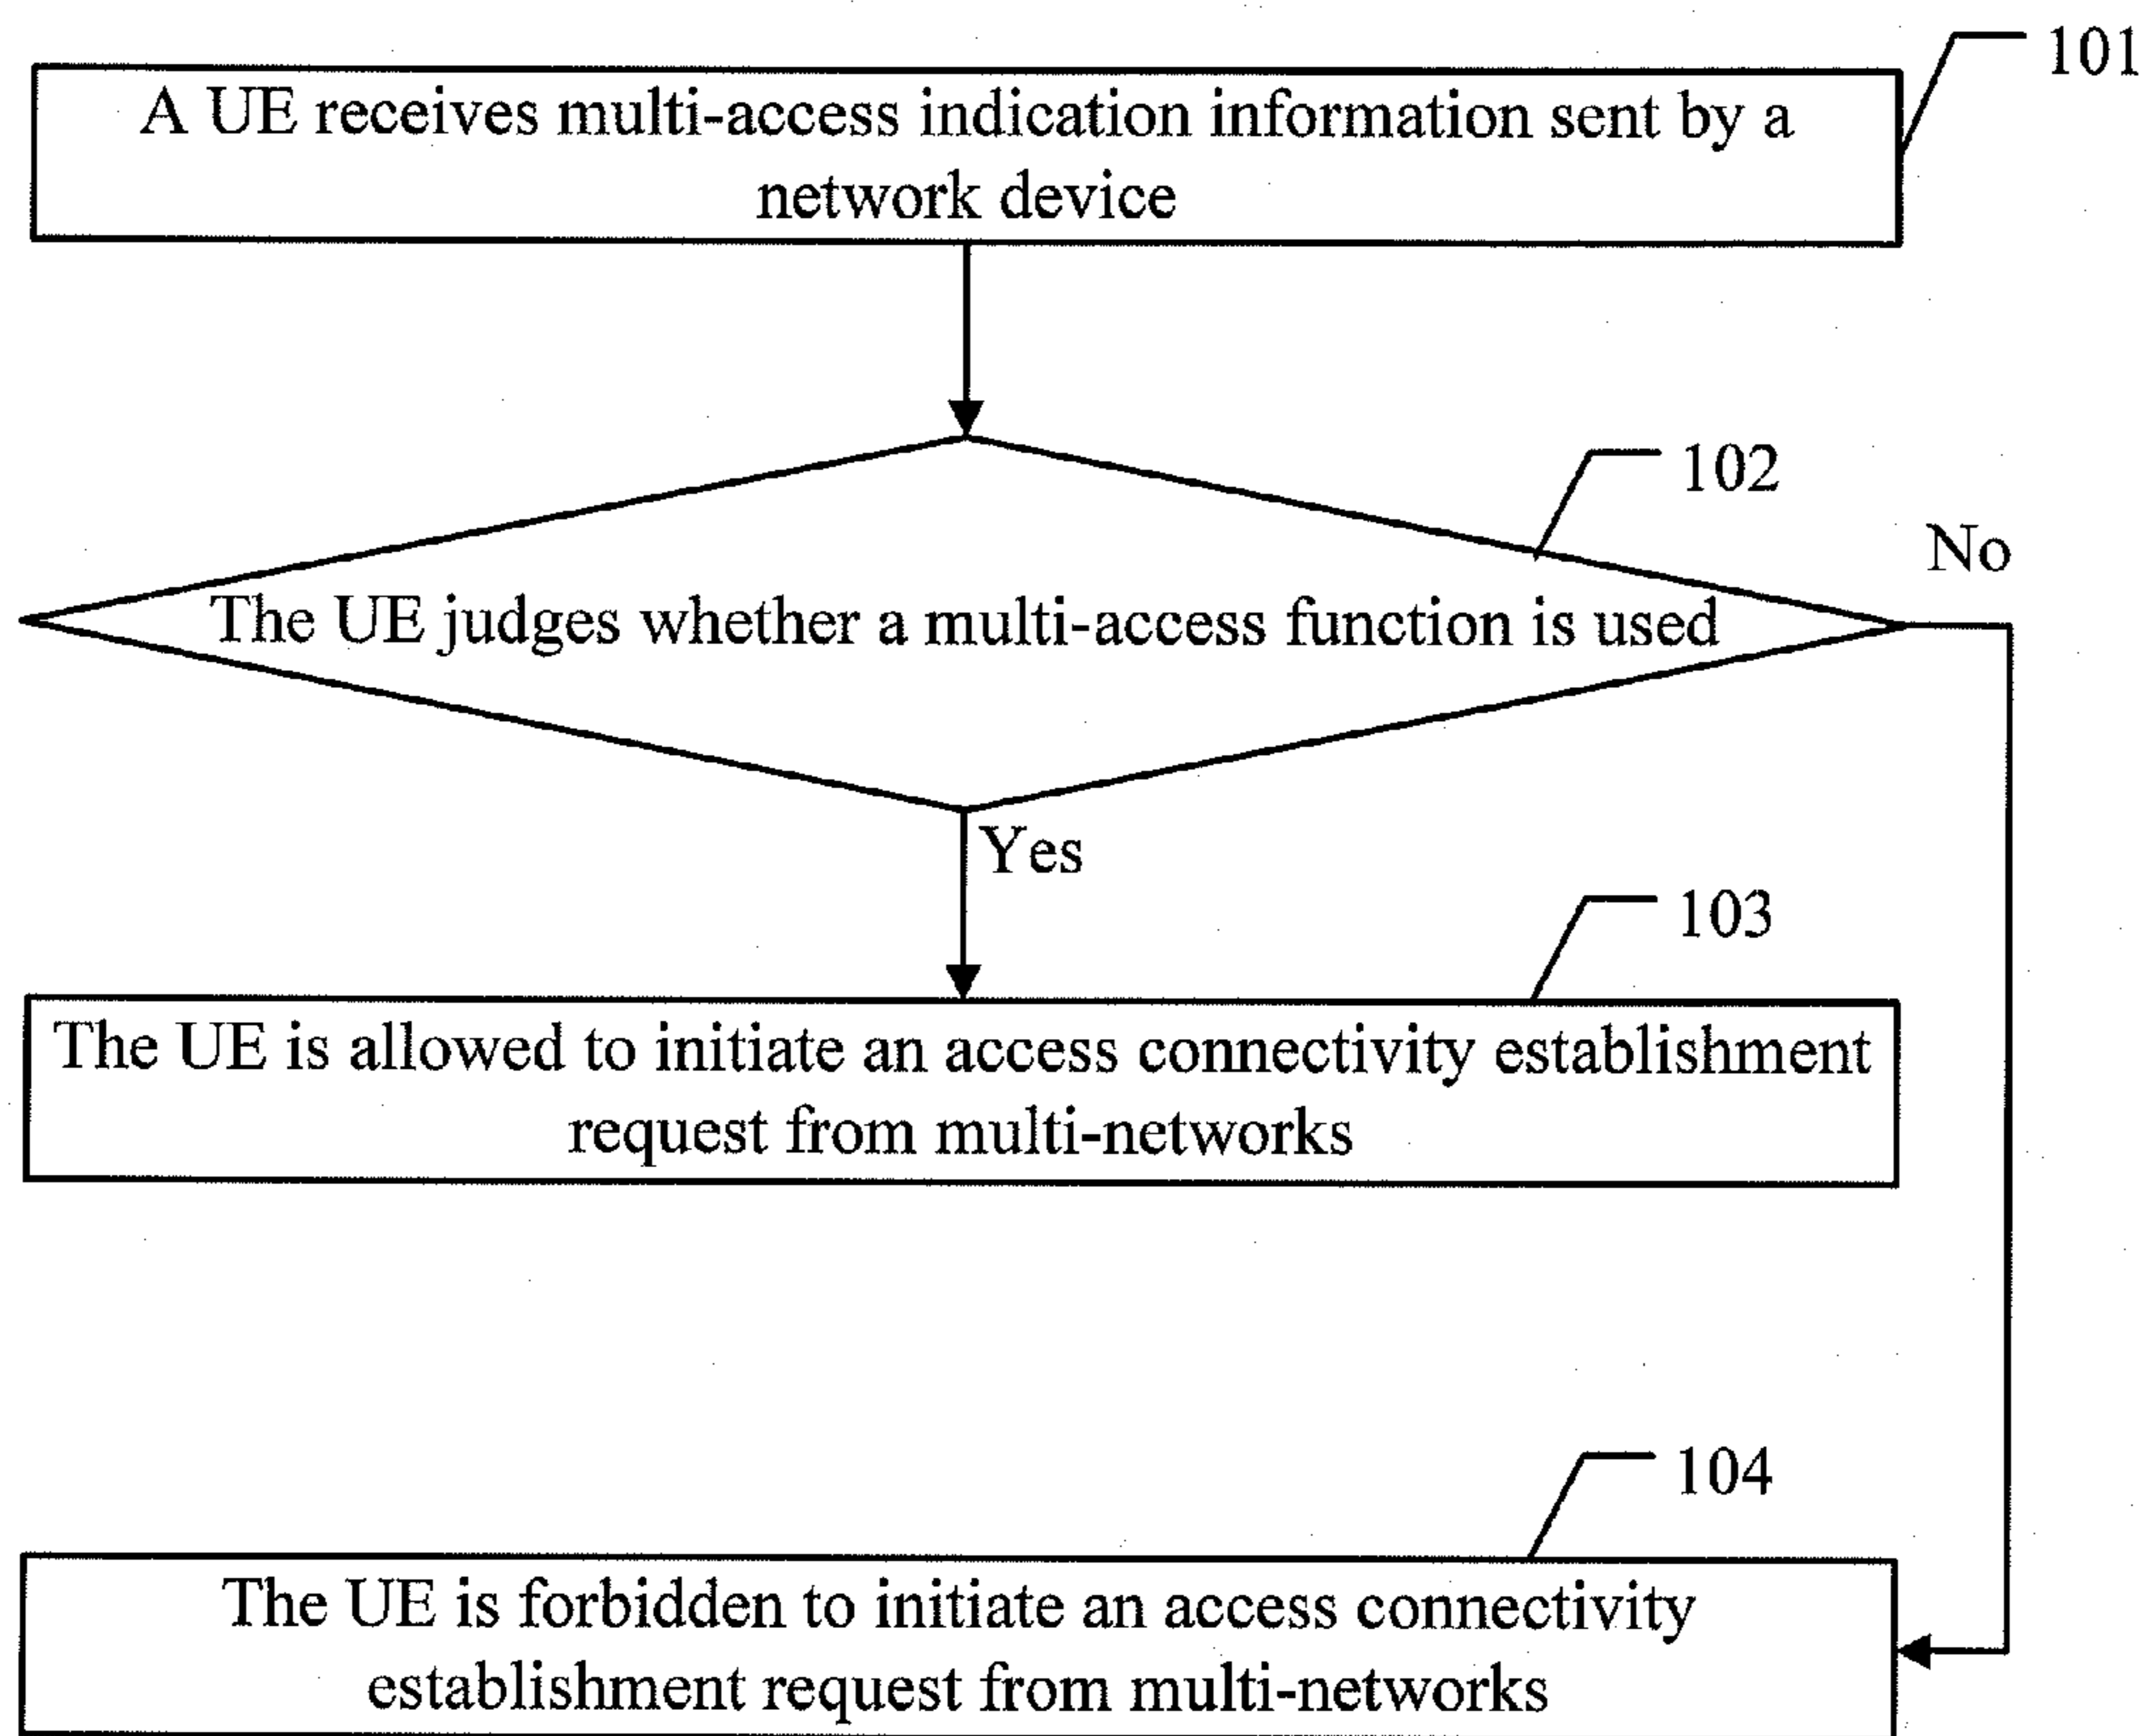 101
A UE receives multi-access indication information sent by a
network device
102
No
The UE judges whether a multi-access function is used
Yes
103
The UE is allowed to initiate an access connectivity establishment
request from multi-networks
104
The UE is forbidden to initiate an access connectivity
establishment request from multi-networks